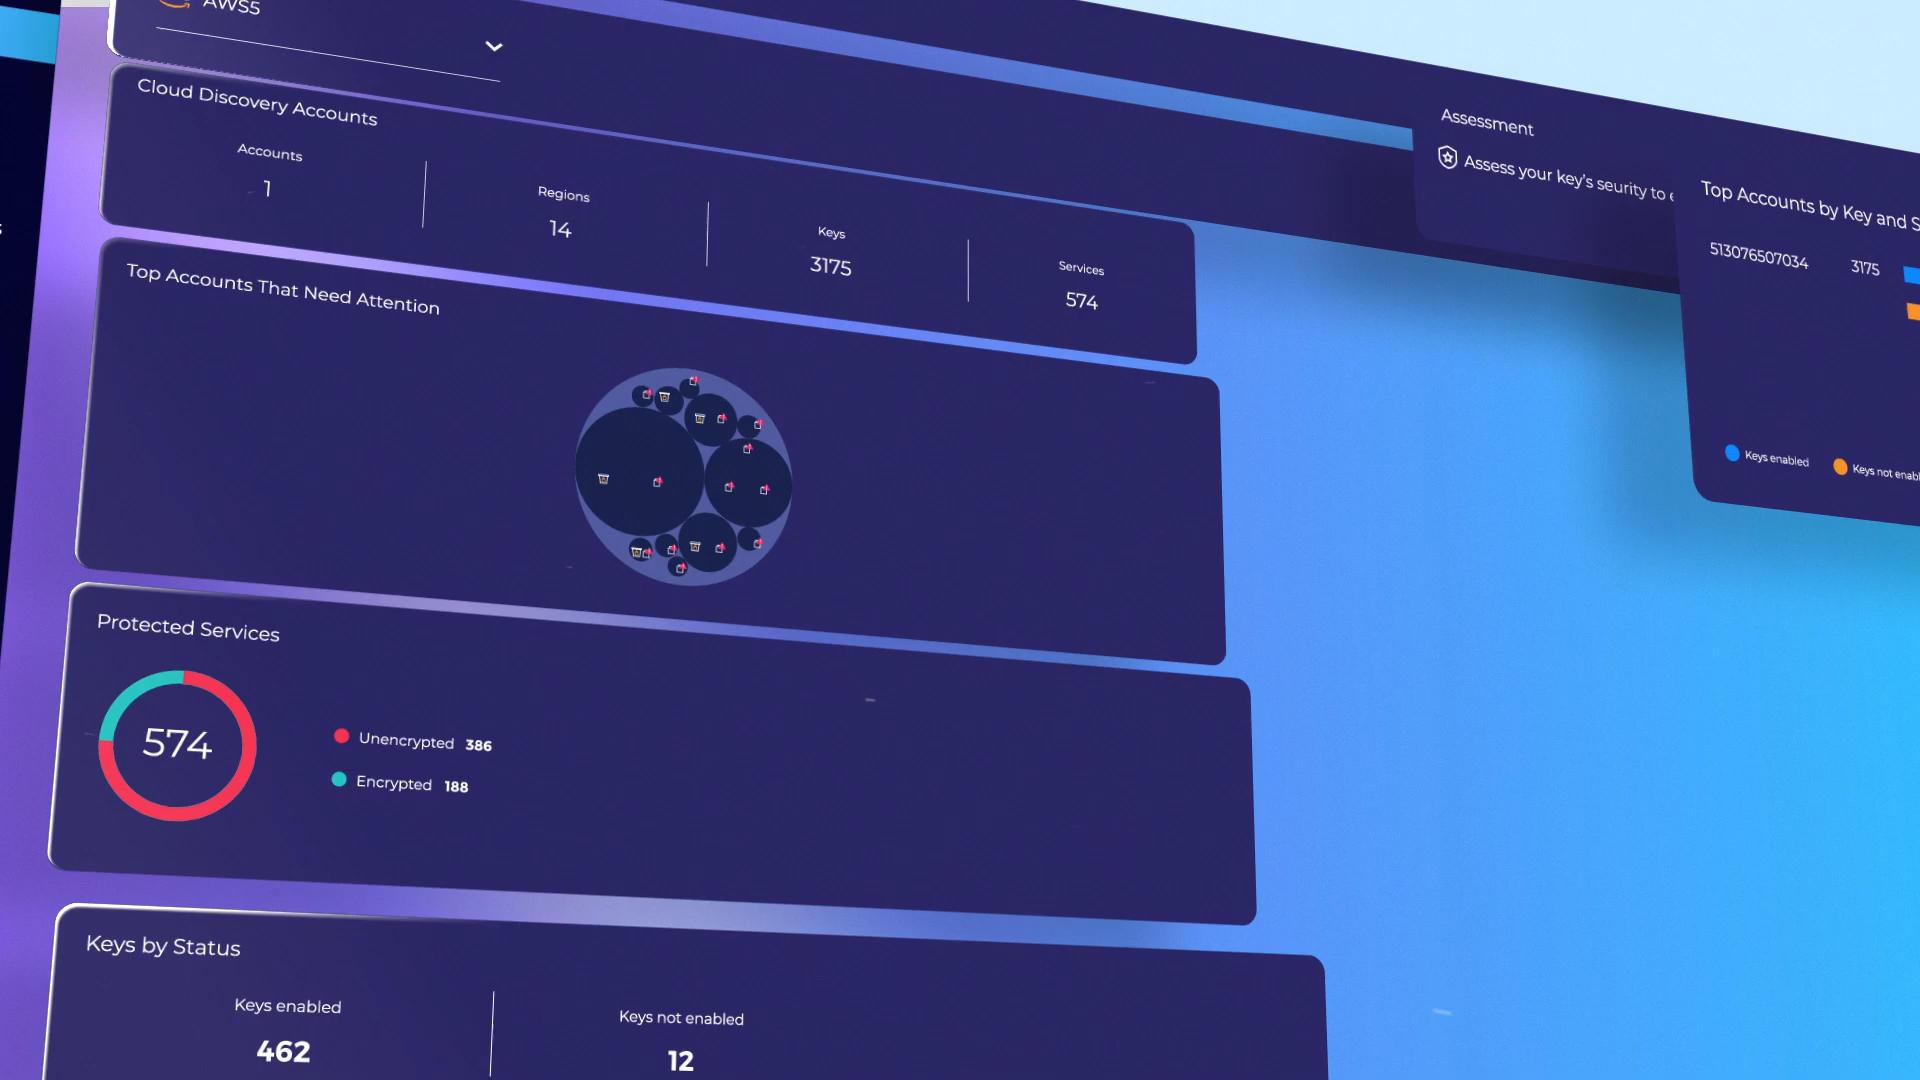 AWS5
Cloud Discovery Accounts
Accounts
1
Regions
14
Keys
3175
Services
574
Top Accounts That Need Attention
Protected Services
574
Unencrypted 386
Encrypted 188
Keys by Status
Keys enabled
462
Keys not enabled
12
Assessment
Assess your key's seurity to
Top Accounts by Key and S
513076507034 3175
Keys enabled
Keys not enabl